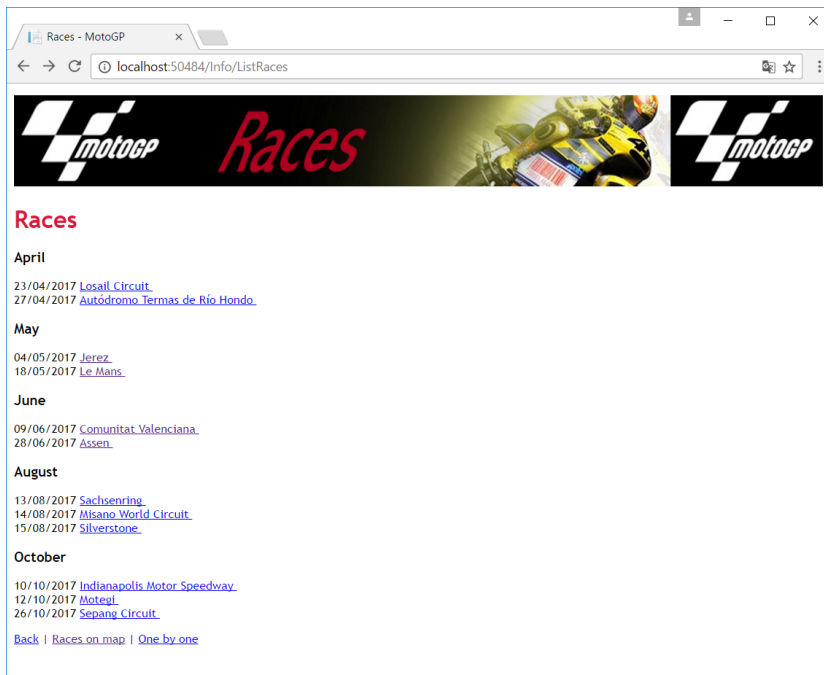 Races - MotoGP
localhost:50484/Info/ListRaces
motoGP Races motoGP
Races
April
23/04/2017 Losail Circuit
27/04/2017 Autódromo Termas de Río Hondo
May
04/05/2017 Jerez
18/05/2017 Le Mans
June
09/06/2017 Comunitat Valenciana
28/06/2017 Assen
August
13/08/2017 Sachsenring
14/08/2017 Misano World Circuit
15/08/2017 Silverstone
October
10/10/2017 Indianapolis Motor Speedway
12/10/2017 Motegi
26/10/2017 Sepang Circuit
Back | Races on map | One by one